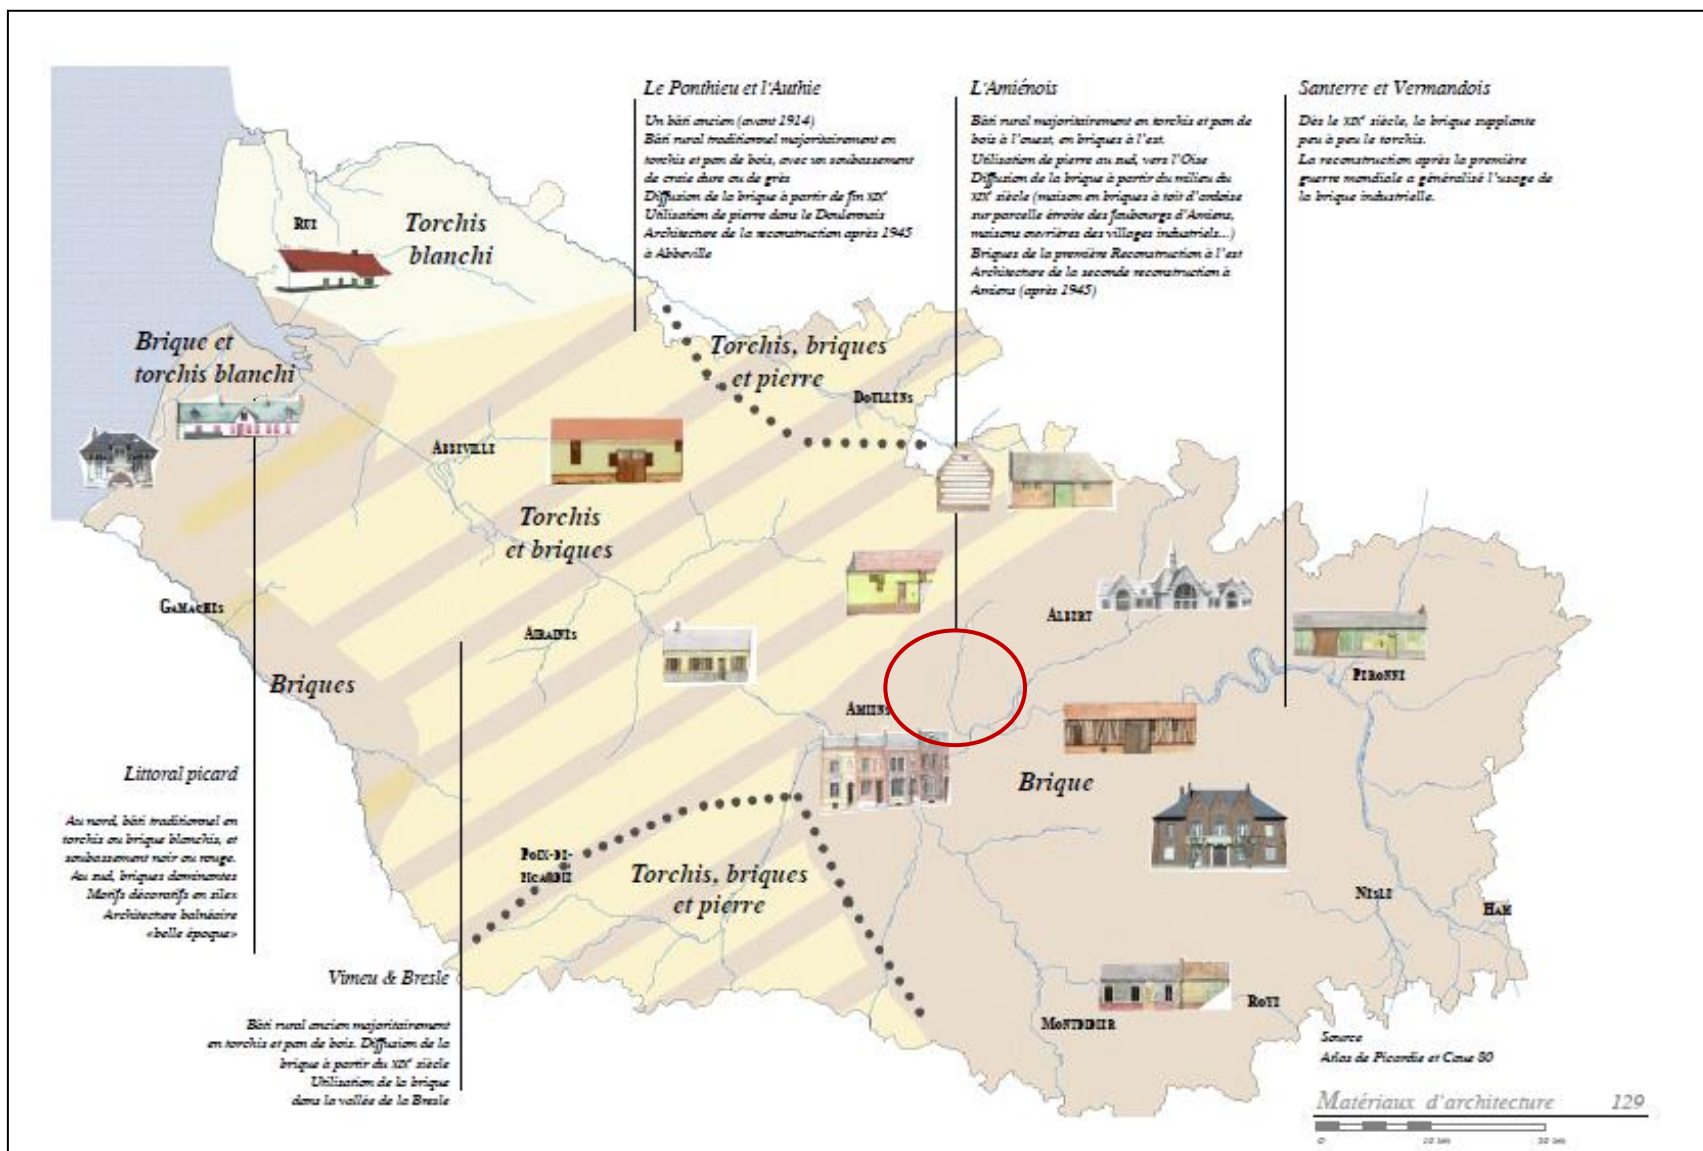 Le Ponthieu et l'Authie
Un bâti ancien (avant 1914)
Bâti rural traditionnel majoritairement en
torchis et pan de bois, avec un soubassement
de craie dure ou de grès
Diffusion de la brique à partir de fin XIXe
Utilisation de pierre dans le Doulennais
Architecture de la reconstruction après 1945
à Abbeville
L'Amiénois
Bâti rural majoritairement en torchis et pan de
bois à l'ouest, en briques à l'est.
Utilisation de pierre au sud, vers l'Oise
Diffusion de la brique à partir du milieu du
XIXe siècle (maison en briques à toit d'ardoise
sur parcelle étroite des faubourgs d'Amiens,
maisons ouvrières des villages industriels...)
Briques de la première Reconstruction à l'est
Architecture de la seconde reconstruction à
Amiens (après 1945)
Santerre et Vermandois
Dès le XIXe siècle, la brique supplante
peu à peu le torchis.
La reconstruction après la première
guerre mondiale a généralisé l'usage de
la brique industrielle.
RUE
Torchis
blanchi
Brique et
torchis blanchi
Torchis, briques
et pierre
DOULLENS
ABBEVILLE
Torchis
et briques
GAMACHES
AIRAINES
ALBERT
Briques
AMIENS
PERONNE
Brique
Littoral picard
Au nord, bâti traditionnel en
torchis ou brique blanchis, et
soubassement noir ou rouge.
Au sud, briques dominantes
Motifs décoratifs en silex
Architecture balnéaire
«belle époque»
POIX-DE-
PICARDIE
Torchis, briques
et pierre
NESLE
HAM
Vimeu & Bresle
Bâti rural ancien majoritairement
en torchis et pan de bois. Diffusion de la
brique à partir du XIXe siècle
Utilisation de la brique
dans la vallée de la Bresle
MONTDIDIER
ROYE
Source
Atlas de Picardie et Caue 80
Matériaux d'architecture 129
0 10 km 20 km